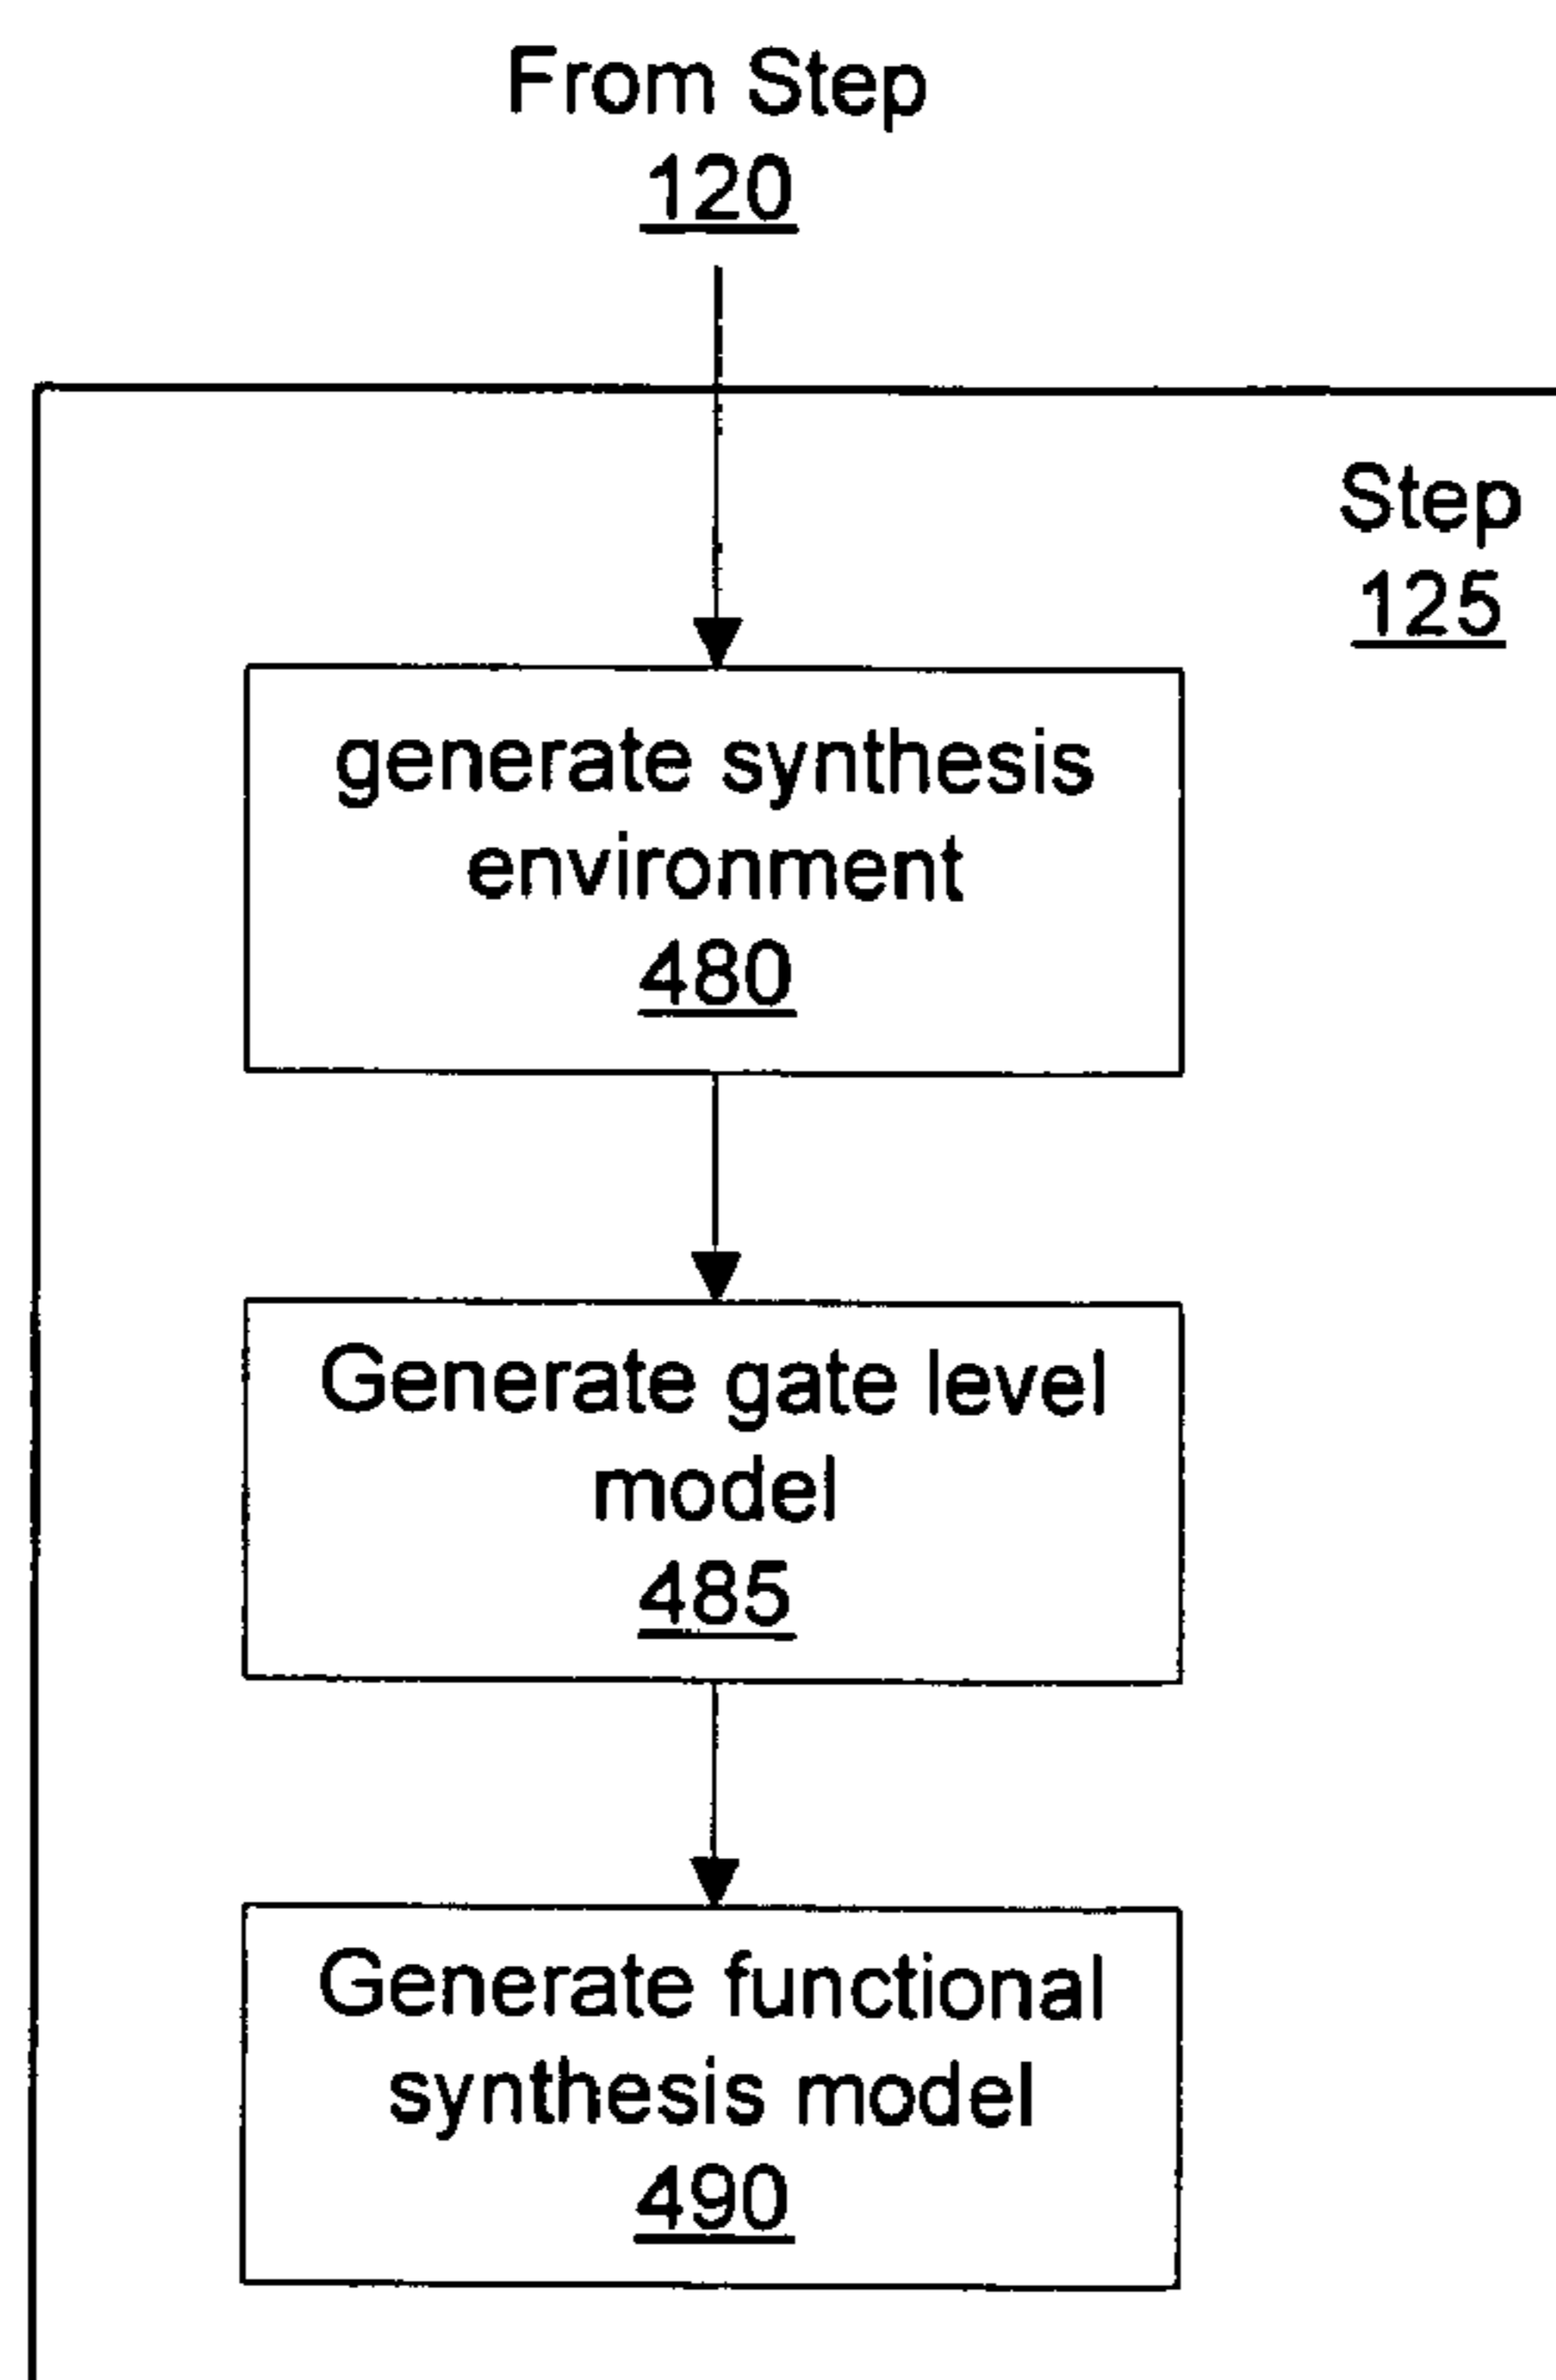 From Step
120
Step
125
generate synthesis
environment
480
Generate gate level
model
485
Generate functional
synthesis model
490